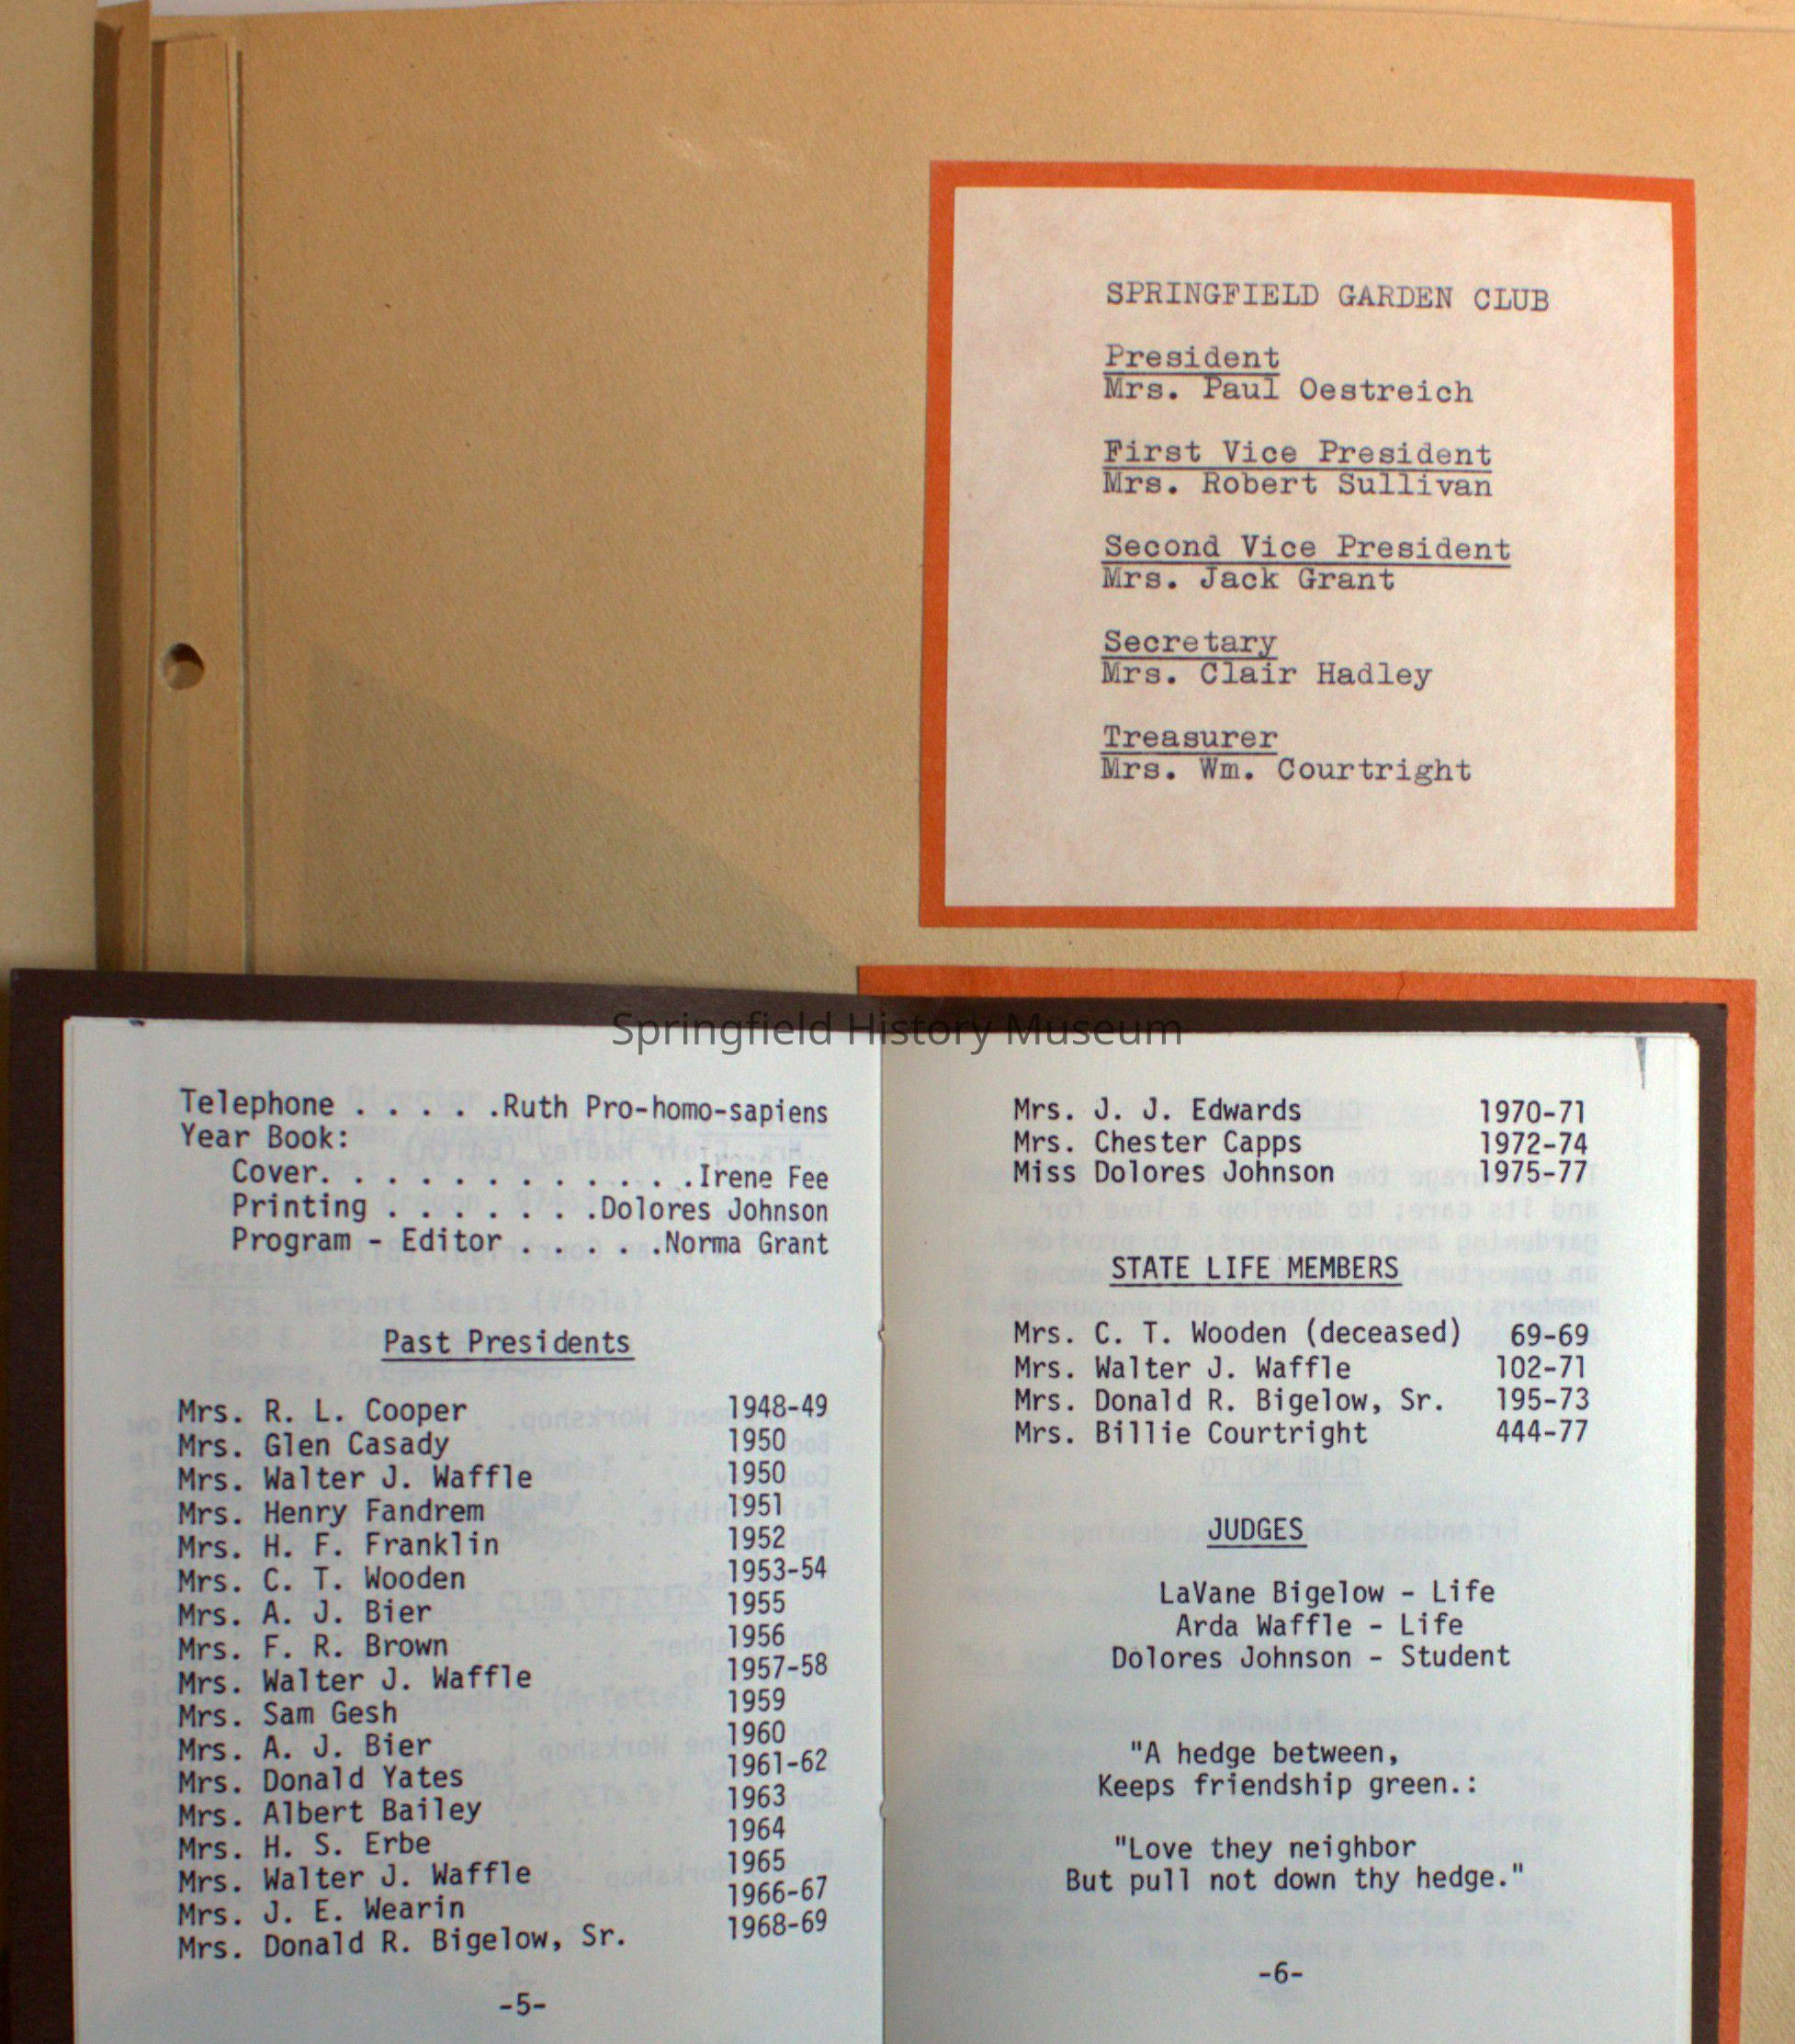 SPRINGFIELD GARDEN CLUB
President
Mrs. Paul Oestreich
First Vice President
Mrs. Robert Sullivan
Second Vice President
Mrs. Jack Grant
Secretary
Mrs. Clair Hadley
Treasurer
Mrs. Wm. Courtright
Springfield History Museum
Telephone . . . . .Ruth Pro-homo-sapiens
Year Book:
Cover. . . . . . . . . . . .Irene Fee
Printing . . . . . . .Dolores Johnson
Program - Editor . . . . .Norma Grant
Past Presidents
Mrs. R. L. Cooper 1948-49
Mrs. Glen Casady 1950
Mrs. Walter J. Waffle 1950
Mrs. Henry Fandrem 1951
Mrs. H. F. Franklin 1952
Mrs. C. T. Wooden 1953-54
Mrs. A. J. Bier 1955
Mrs. F. R. Brown 1956
Mrs. Walter J. Waffle 1957-58
Mrs. Sam Gesh 1959
Mrs. A. J. Bier 1960
Mrs. Donald Yates 1961-62
Mrs. Albert Bailey 1963
Mrs. H. S. Erbe 1964
Mrs. Walter J. Waffle 1965
Mrs. J. E. Wearin 1966-67
Mrs. Donald R. Bigelow, Sr. 1968-69
-5-
Mrs. J. J. Edwards 1970-71
Mrs. Chester Capps 1972-74
Miss Dolores Johnson 1975-77
STATE LIFE MEMBERS
Mrs. C. T. Wooden (deceased) 69-69
Mrs. Walter J. Waffle 102-71
Mrs. Donald R. Bigelow, Sr. 195-73
Mrs. Billie Courtright 444-77
JUDGES
LaVane Bigelow - Life
Arda Waffle - Life
Dolores Johnson - Student
"A hedge between,
Keeps friendship green.:
"Love they neighbor
But pull not down thy hedge."
-6-